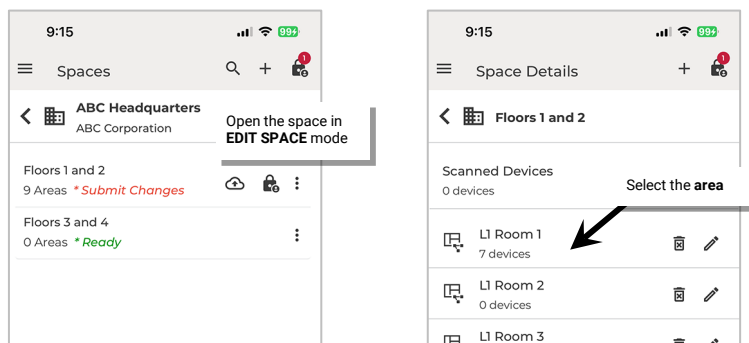 9:15
99+
Spaces
1
ABC Headquarters
ABC Corporation
Open the space in
EDIT SPACE mode
Floors 1 and 2
9 Areas * Submit Changes
Floors 3 and 4
0 Areas * Ready
9:15
99+
Space Details
1
Floors 1 and 2
Scanned Devices
0 devices
Select the area
L1 Room 1
7 devices
L1 Room 2
0 devices
L1 Room 3